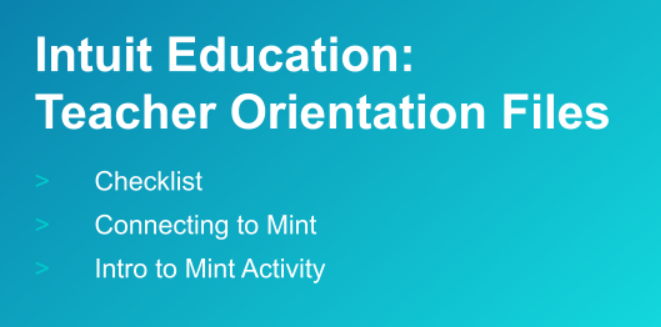 Intuit Education:
Teacher Orientation Files
> Checklist
> Connecting to Mint
> Intro to Mint Activity